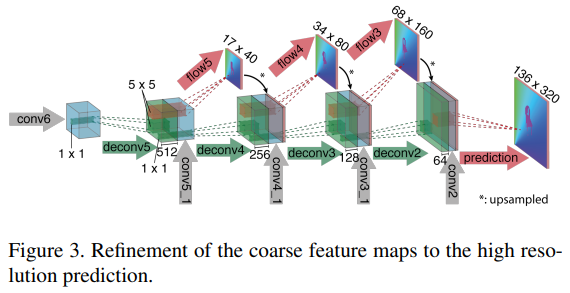 17 x 40
34 x 80
68 x 160
136 x 320
flow5
flow4
flow3
*
*
*
5 x 5
conv6
1 x 1
deconv5
512
1 x 1
conv5_1
deconv4
256
conv4_1
deconv3
128
conv3_1
deconv2
64
conv2
prediction
*: upsampled
Figure 3. Refinement of the coarse feature maps to the high reso-
lution prediction.